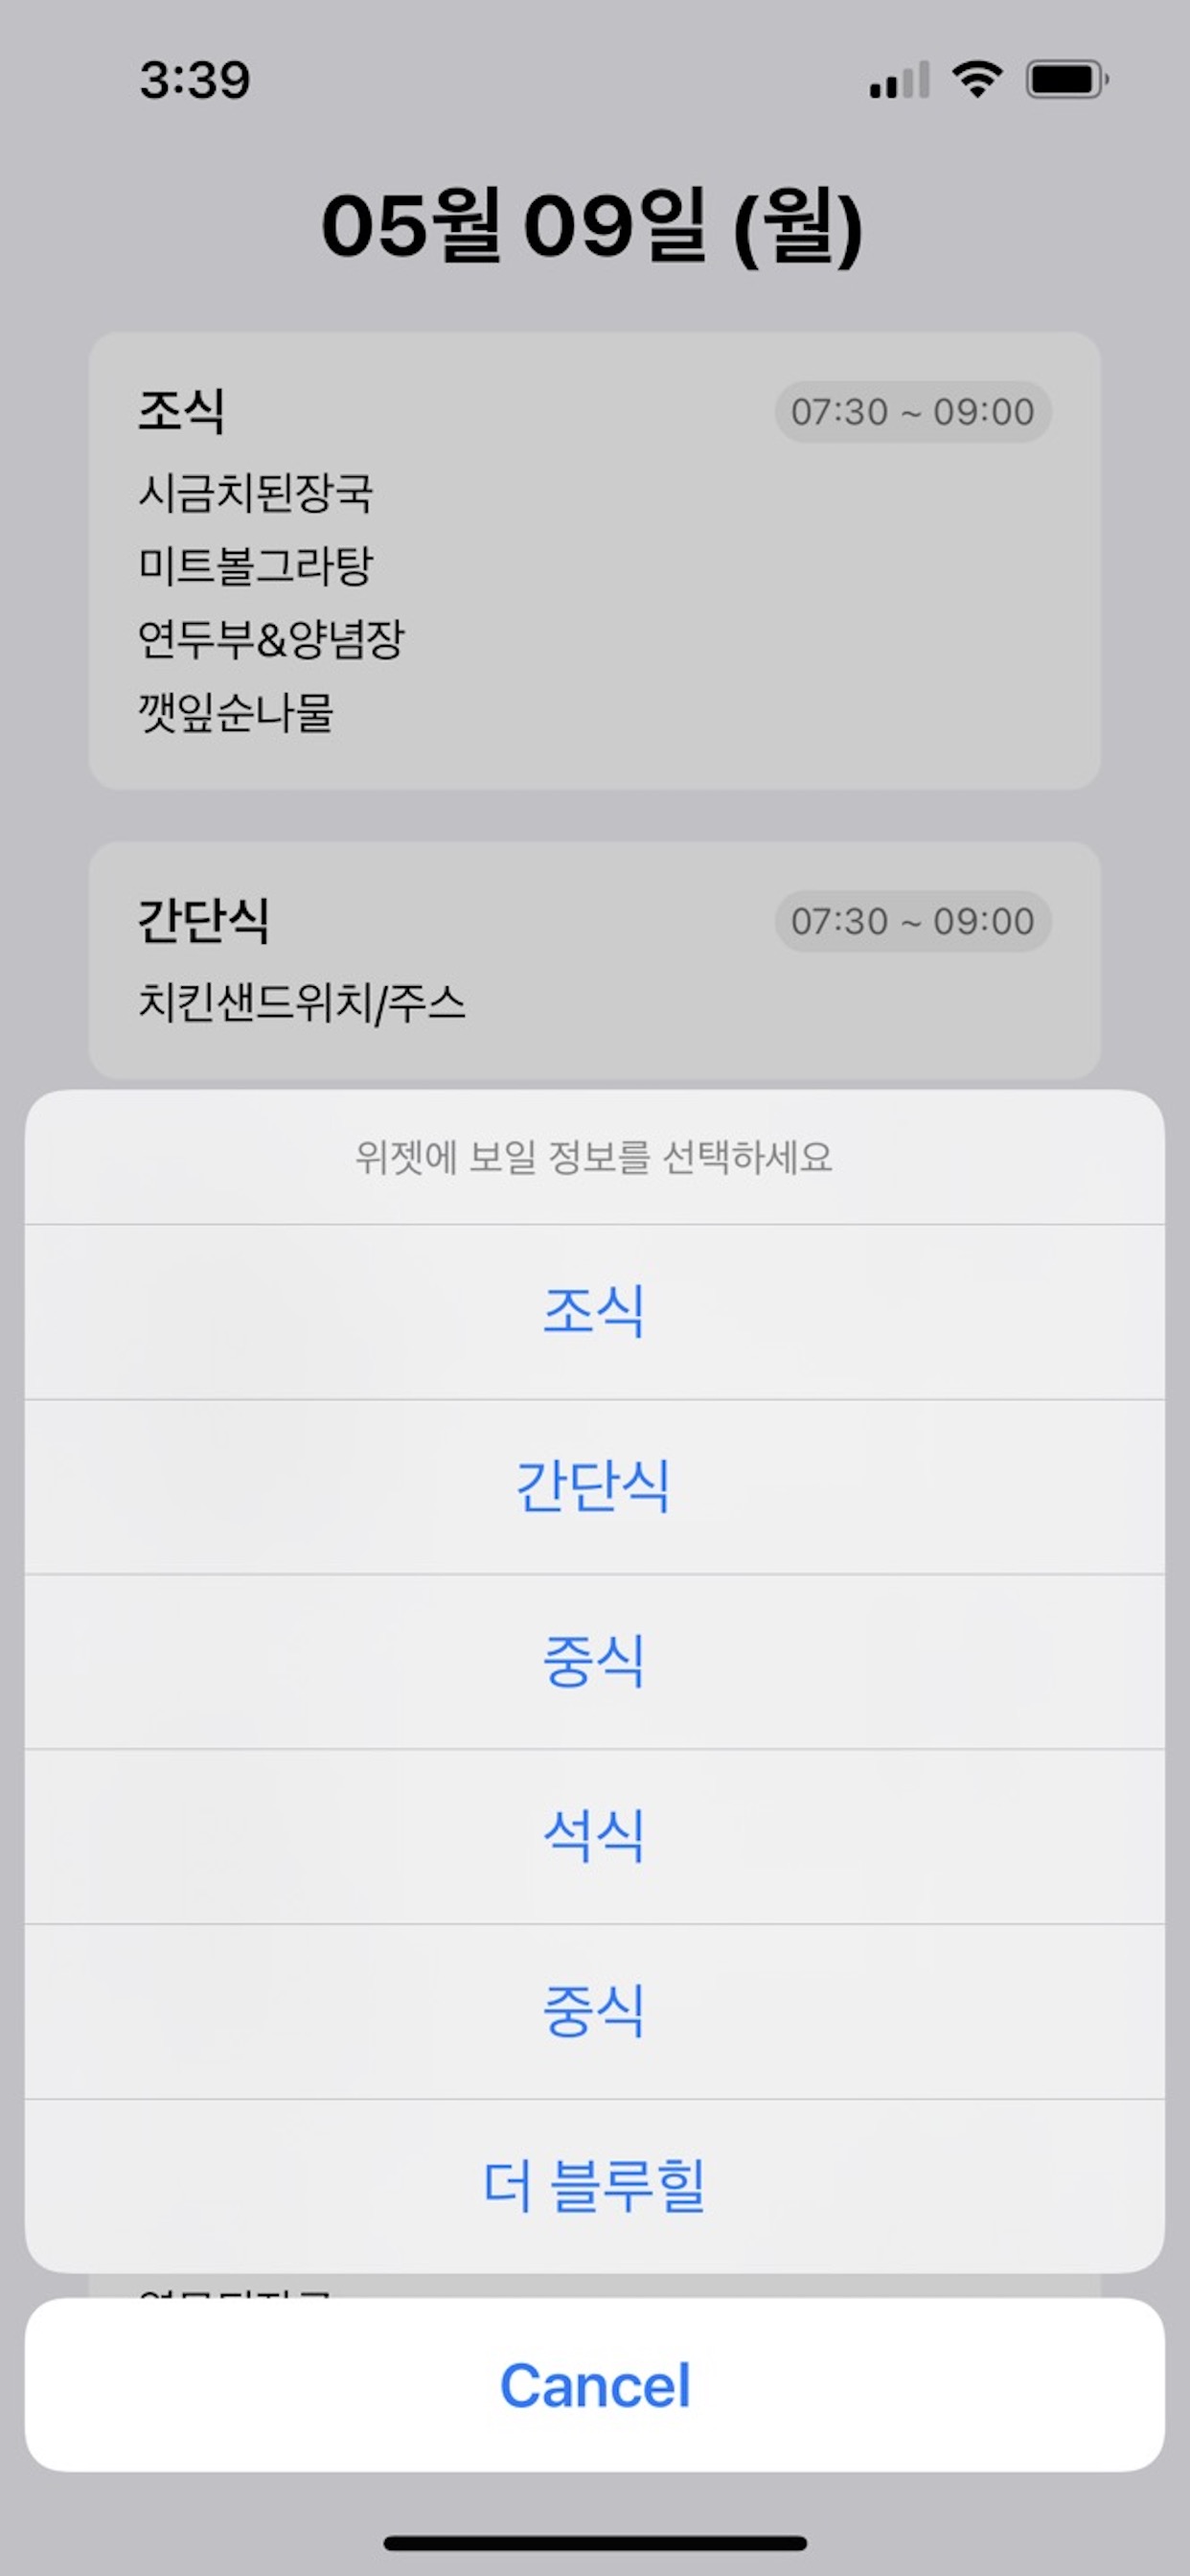 3:39
05월 09일 (월)
조식
07:30 ~ 09:00
시금치된장국
미트볼그라탕
연두부&양념장
깻잎순나물
간단식
07:30 ~ 09:00
치킨샌드위치/주스
위젯에 보일 정보를 선택하세요
조식
간단식
중식
석식
중식
더 블루힐
Cancel